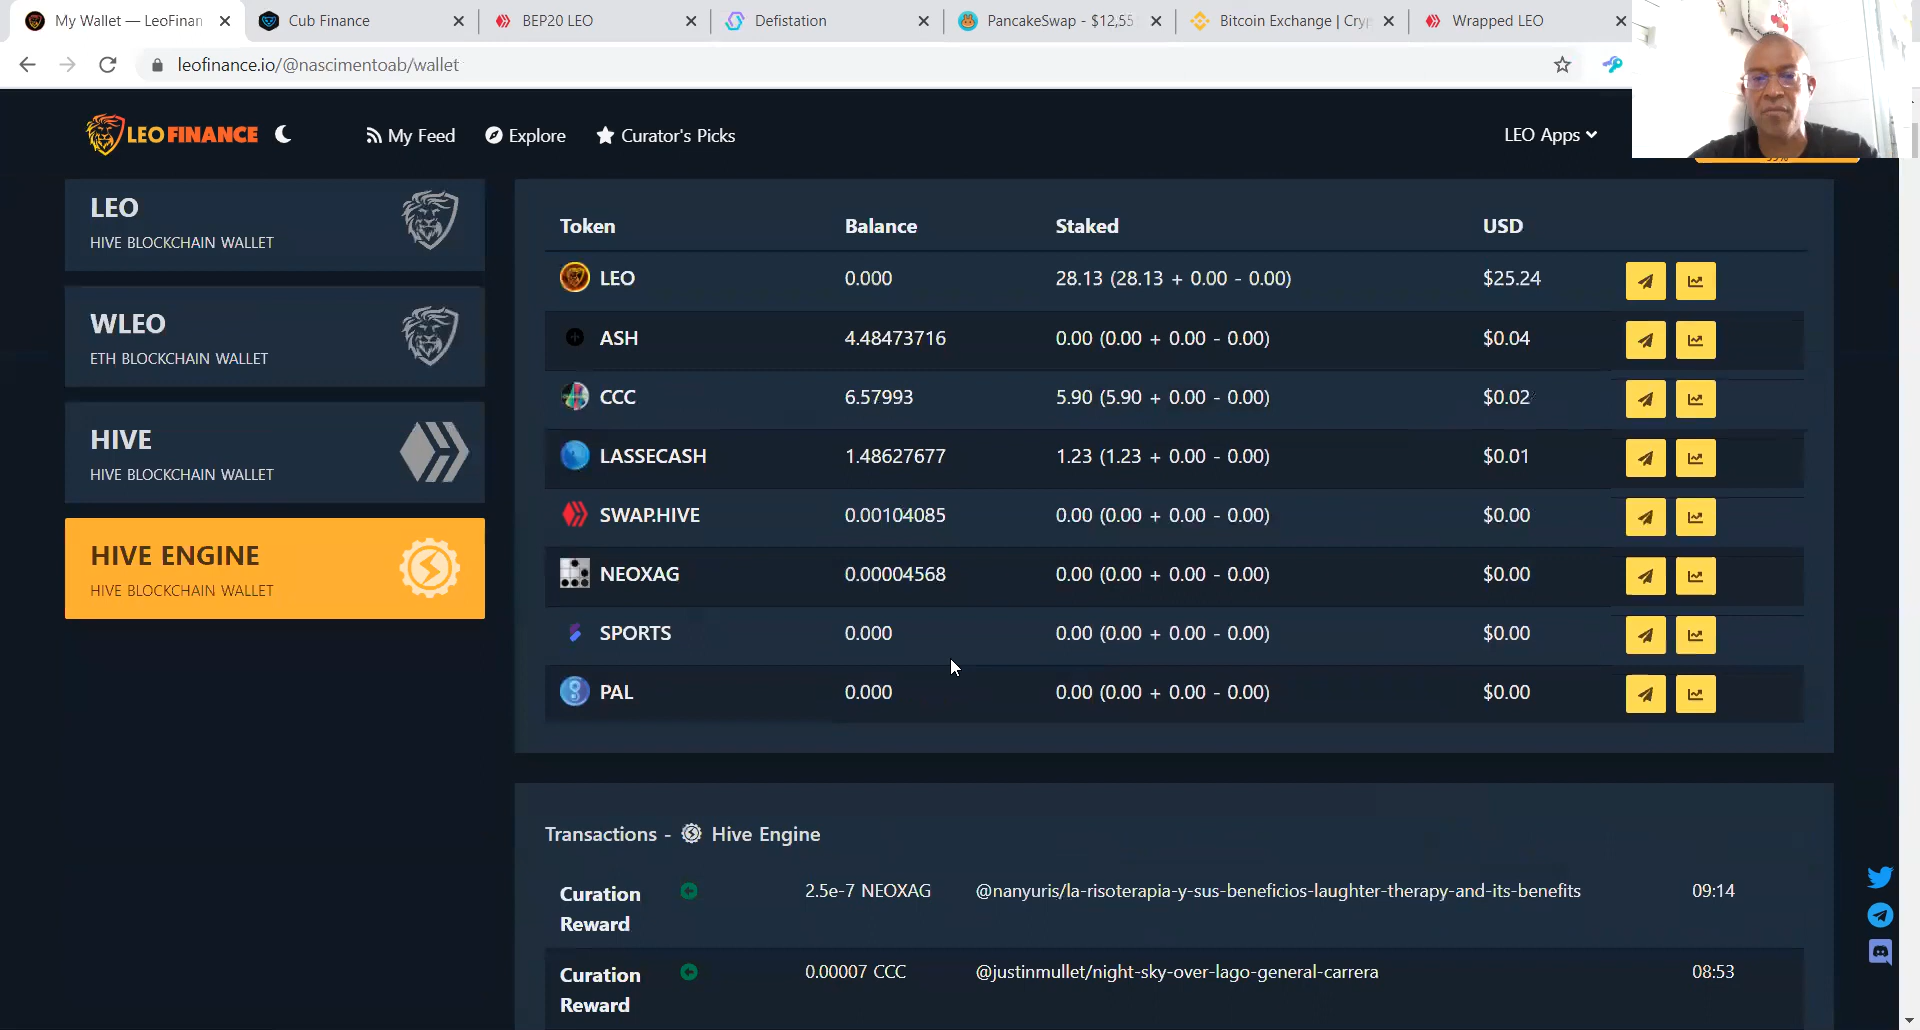 My Wallet — LeoFinan
Cub Finance
BEP20 LEO
Defistation
PancakeSwap - $12,55
Bitcoin Exchange | Cryp
Wrapped LEO
leofinance.io/@nascimentoab/wallet
LEOFINANCE
My Feed
Explore
Curator's Picks
LEO Apps
LEO
HIVE BLOCKCHAIN WALLET
WLEO
ETH BLOCKCHAIN WALLET
HIVE
HIVE BLOCKCHAIN WALLET
HIVE ENGINE
HIVE BLOCKCHAIN WALLET
Token Balance Staked USD
LEO 0.000 28.13 (28.13 + 0.00 - 0.00) $25.24
ASH 4.48473716 0.00 (0.00 + 0.00 - 0.00) $0.04
CCC 6.57993 5.90 (5.90 + 0.00 - 0.00) $0.02
LASSECASH 1.48627677 1.23 (1.23 + 0.00 - 0.00) $0.01
SWAP.HIVE 0.00104085 0.00 (0.00 + 0.00 - 0.00) $0.00
NEOXAG 0.00004568 0.00 (0.00 + 0.00 - 0.00) $0.00
SPORTS 0.000 0.00 (0.00 + 0.00 - 0.00) $0.00
PAL 0.000 0.00 (0.00 + 0.00 - 0.00) $0.00
Transactions - Hive Engine
Curation Reward 2.5e-7 NEOXAG @nanyuris/la-risoterapia-y-sus-beneficios-laughter-therapy-and-its-benefits 09:14
Curation Reward 0.00007 CCC @justinmullet/night-sky-over-lago-general-carrera 08:53